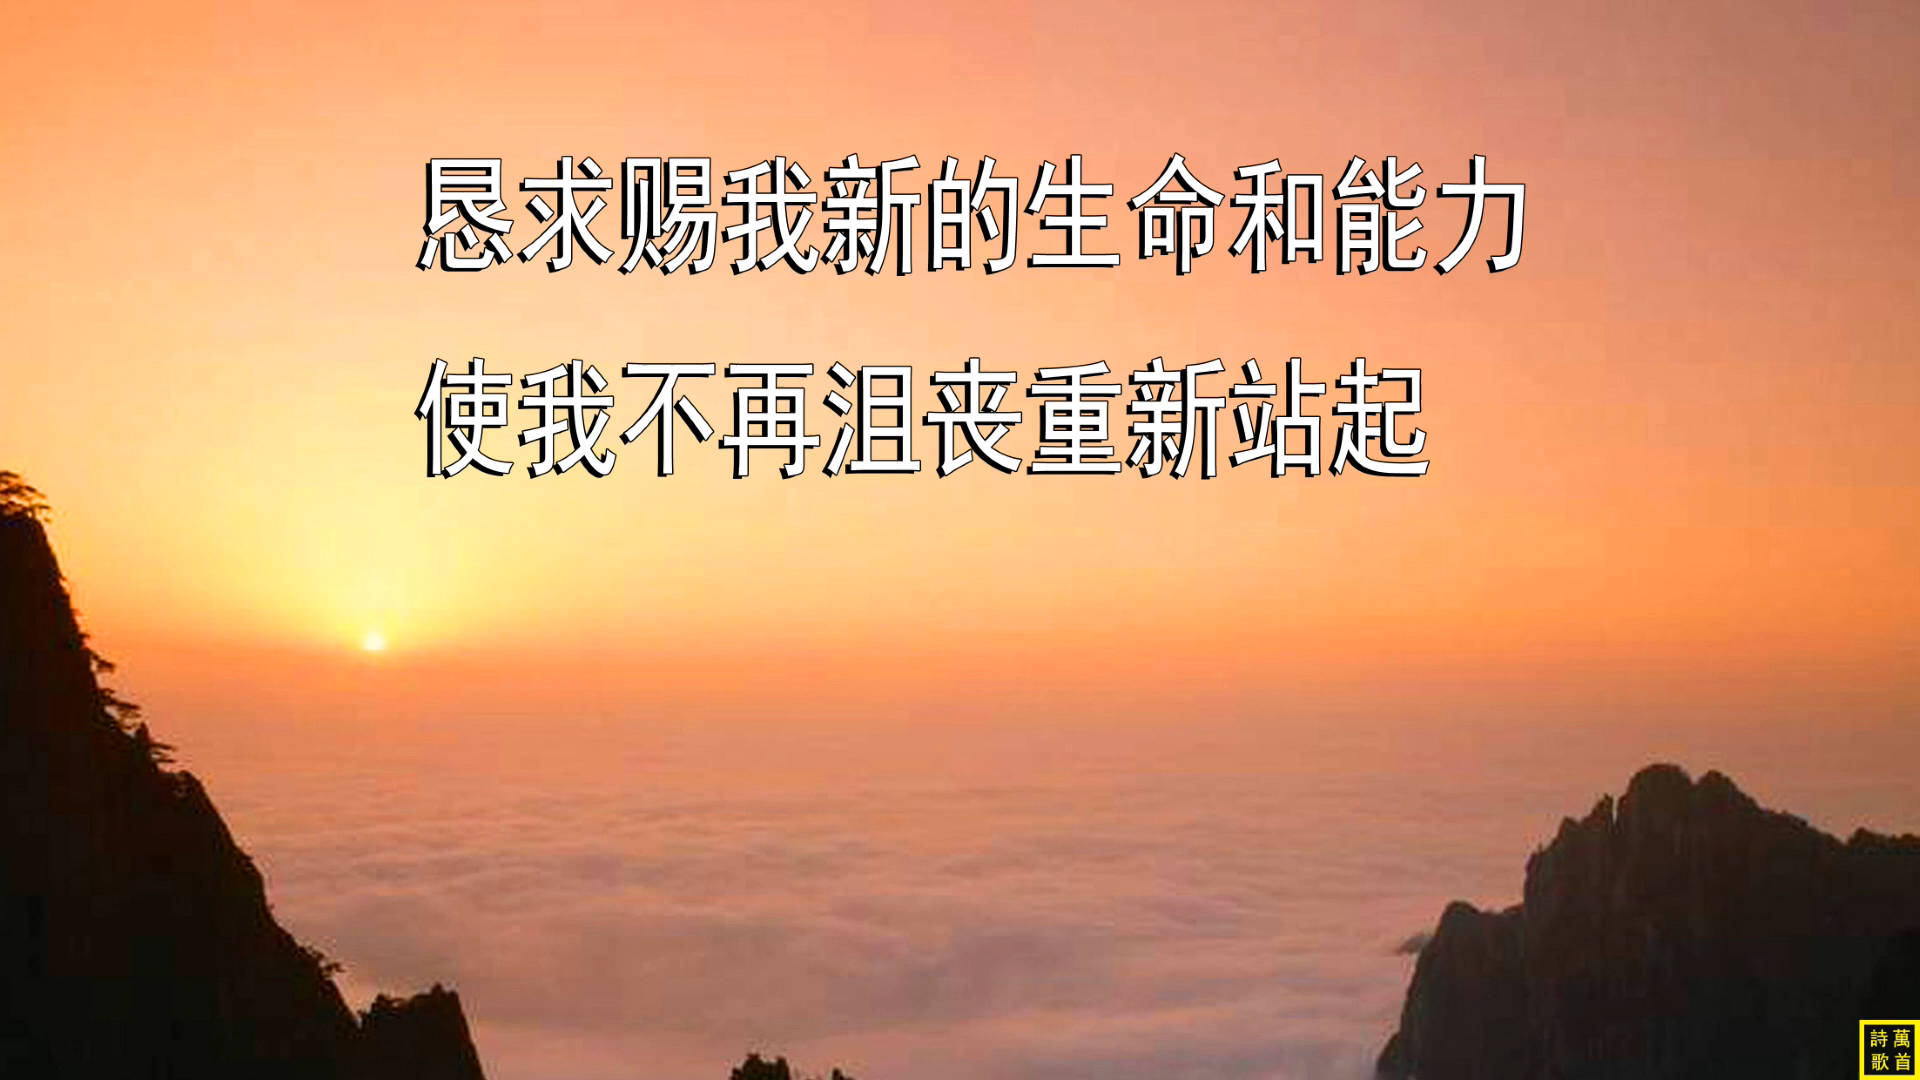 恳求赐我新的生命和能力
使我不再沮丧重新站起
萬首
詩歌